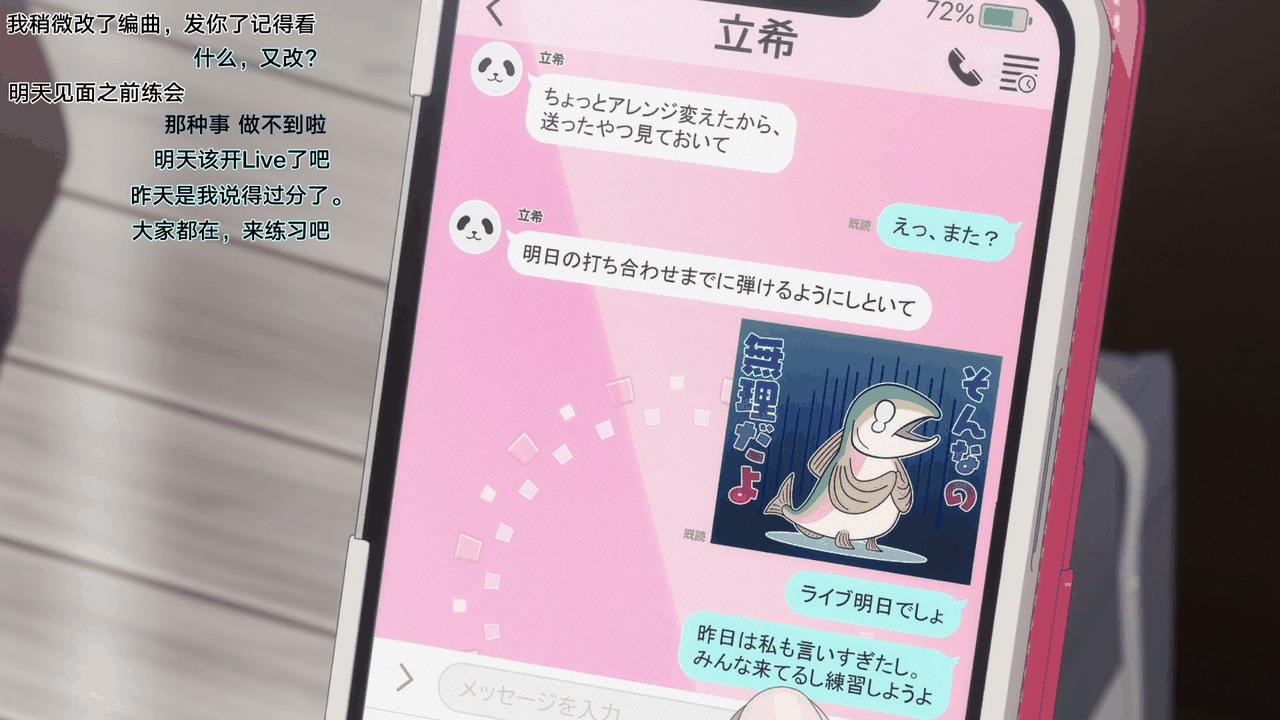 我稍微改了编曲，发你了记得看
什么，又改？
明天见面之前练会
那种事 做不到啦
明天该开Live了吧
昨天是我说得过分了。
大家都在，来练习吧
72%
立希
立希
ちょっとアレンジ変えたから、
送ったやつ見ておいて
既読
えっ、また？
立希
明日の打ち合わせまでに弾けるようにしといて
そんなの
無理だよ
既読
ライブ明日でしょ
昨日は私も言いすぎたし。
みんな来てるし練習しようよ
メッセージを入力